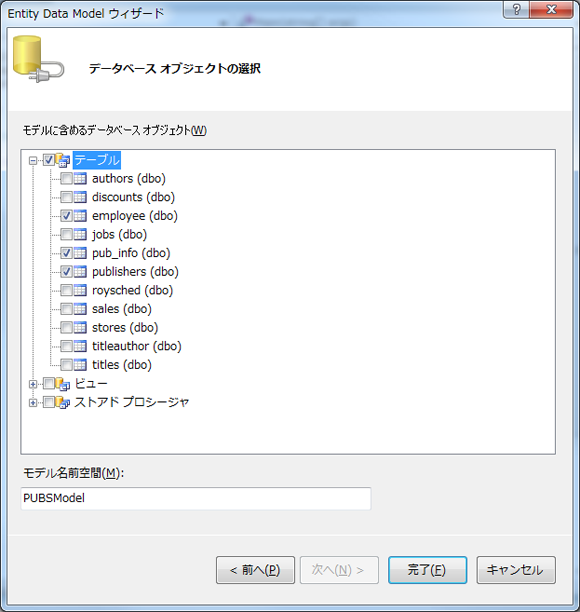 Entity Data Model ウィザード
データベース オブジェクトの選択
モデルに含めるデータベース オブジェクト(W)
テーブル
authors (dbo)
discounts (dbo)
employee (dbo)
jobs (dbo)
pub_info (dbo)
publishers (dbo)
roysched (dbo)
sales (dbo)
stores (dbo)
titleauthor (dbo)
titles (dbo)
ビュー
ストアド プロシージャ
モデル名前空間(M):
PUBSModel
< 前へ(P)
次へ(N) >
完了(F)
キャンセル